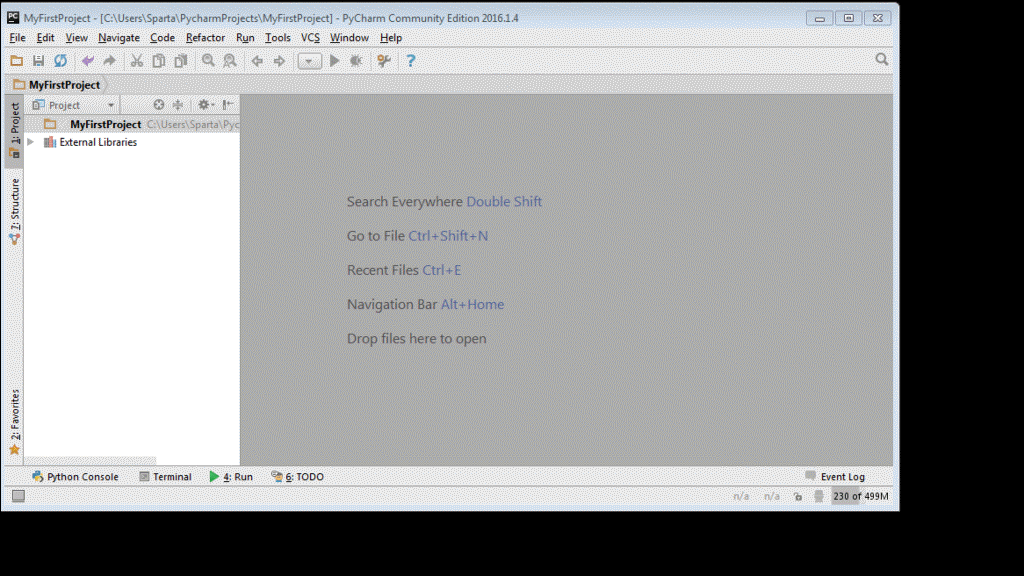 MyFirstProject - [C:\Users\Sparta\PycharmProjects\MyFirstProject] - PyCharm Community Edition 2016.1.4
File Edit View Navigate Code Refactor Run Tools VCS Window Help
MyFirstProject
1: Project
Project
MyFirstProject C:\Users\Sparta\Pyc
External Libraries
7: Structure
Search Everywhere Double Shift
Go to File Ctrl+Shift+N
Recent Files Ctrl+E
Navigation Bar Alt+Home
Drop files here to open
2: Favorites
Python Console Terminal 4: Run 6: TODO Event Log
n/a n/a 230 of 499M